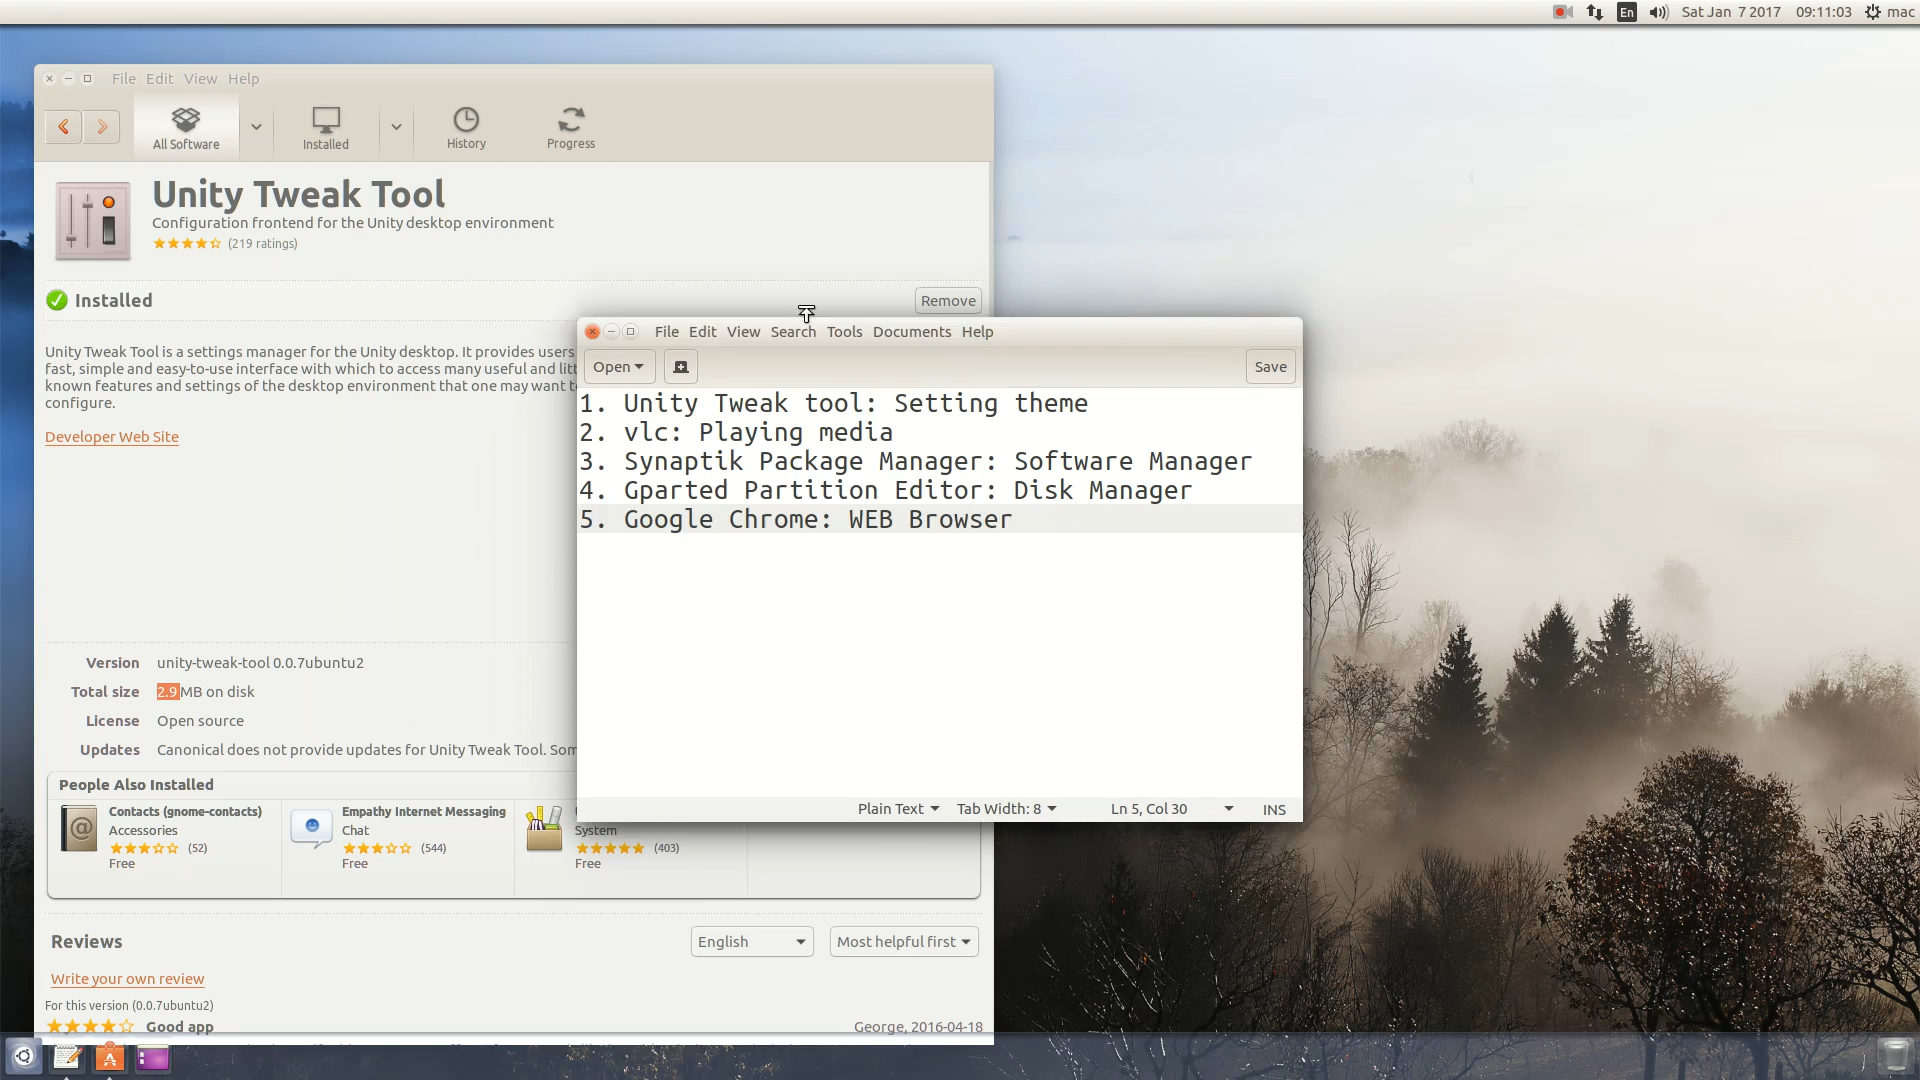 En
Sat Jan 7 2017
09:11:03
mac
File Edit View Help
All Software
Installed
History
Progress
Unity Tweak Tool
Configuration frontend for the Unity desktop environment
(219 ratings)
Installed
Remove
Unity Tweak Tool is a settings manager for the Unity desktop. It provides users
fast, simple and easy-to-use interface with which to access many useful and
known features and settings of the desktop environment that one may want
configure.
Developer Web Site
Version unity-tweak-tool 0.0.7ubuntu2
Total size 2.9 MB on disk
License Open source
Updates Canonical does not provide updates for Unity Tweak Tool.
People Also Installed
Contacts (gnome-contacts)
Accessories
(52)
Free
Empathy Internet Messaging
Chat
(544)
Free
System
(403)
Free
Reviews
English
Most helpful first
Write your own review
For this version (0.0.7ubuntu2)
Good app
George, 2016-04-18
File Edit View Search Tools Documents Help
Open
Save
1. Unity Tweak tool: Setting theme
2. vlc: Playing media
3. Synaptik Package Manager: Software Manager
4. Gparted Partition Editor: Disk Manager
5. Google Chrome: WEB Browser
Plain Text
Tab Width: 8
Ln 5, Col 30
INS